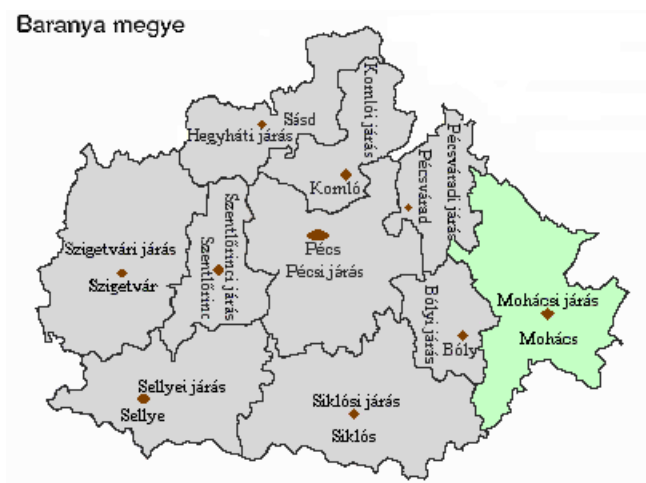 Baranya megye
Komlói járás
Sásd
Hegyháti járás
Pécsváradi járás
Pécsvárad
Komló
Szentlőrinci járás
Szentlőrinc
Szigetvári járás
Szigetvár
Pécs
Pécsi járás
Bólyi járás
Bóly
Mohácsi járás
Mohács
Sellyei járás
Sellye
Siklósi járás
Siklós